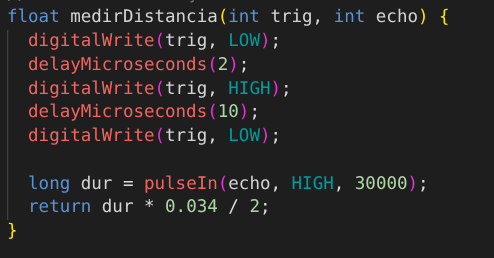 float medirDistancia(int trig, int echo) {
  digitalWrite(trig, LOW);
  delayMicroseconds(2);
  digitalWrite(trig, HIGH);
  delayMicroseconds(10);
  digitalWrite(trig, LOW);

  long dur = pulseIn(echo, HIGH, 30000);
  return dur * 0.034 / 2;
}